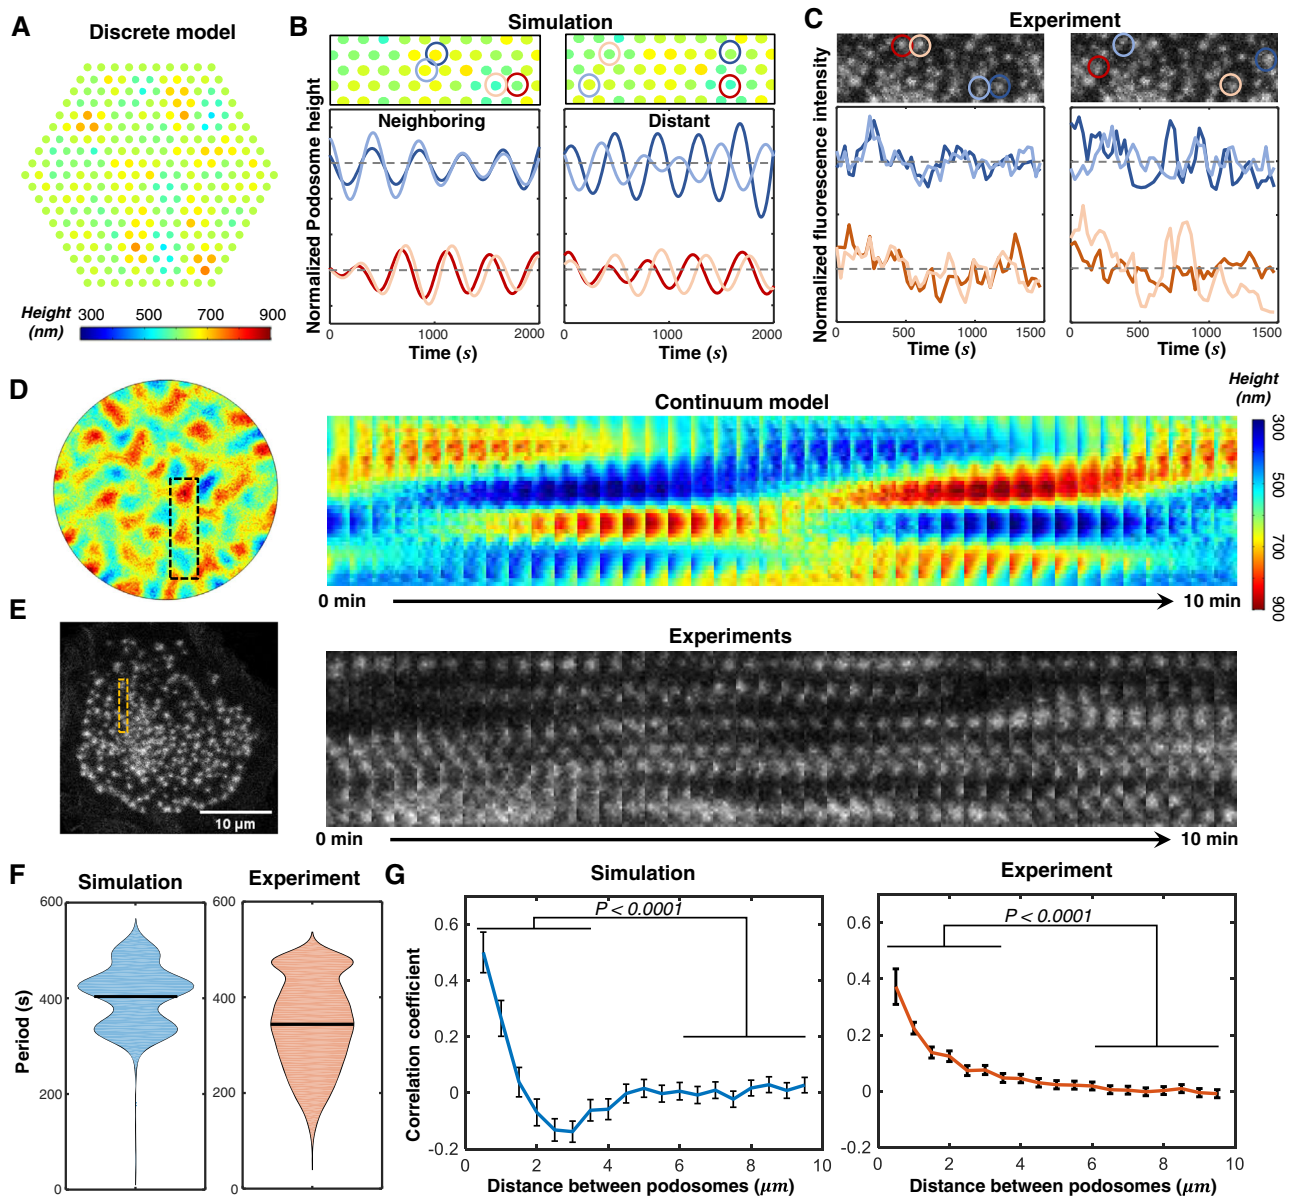 A
Discrete model
Height
(nm)
300 500 700 900
B
Simulation
Normalized Podosome height
Neighboring
Distant
0 1000 2000
0 1000 2000
Time (s)
Time (s)
C
Experiment
Normalized fluorescence intensity
0 500 1000 1500
0 500 1000 1500
Time (s)
Time (s)
D
Continuum model
Height
(nm)
300
500
700
900
0 min
10 min
E
Experiments
10 µm
0 min
10 min
F
Simulation
Experiment
Period (s)
600
400
200
0
600
400
200
0
G
Simulation
P < 0.0001
Correlation coefficient
0.6
0.4
0.2
0
-0.2
0 2 4 6 8 10
Distance between podosomes (µm)
Experiment
P < 0.0001
0.6
0.4
0.2
0
-0.2
0 2 4 6 8 10
Distance between podosomes (µm)